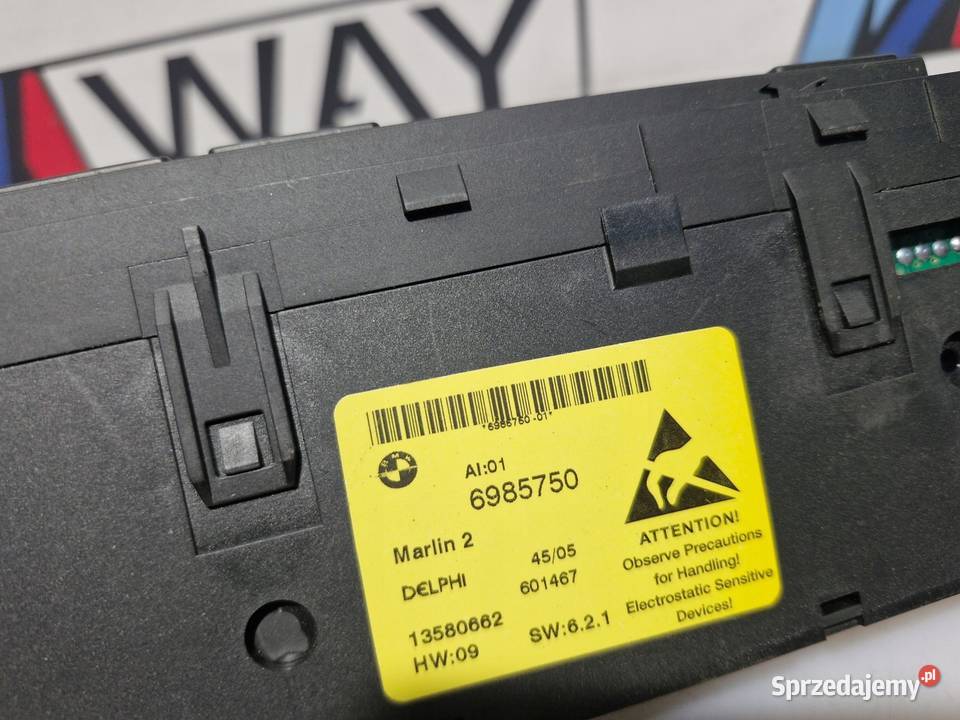 WAY
*6985750-01*
BMW
AI:01
6985750
Marlin 2
45/05
DELPHI
601467
13580662
HW:09
SW:6.2.1
ATTENTION!
Observe Precautions
for Handling!
Electrostatic Sensitive
Devices!
Sprzedajemy.pl